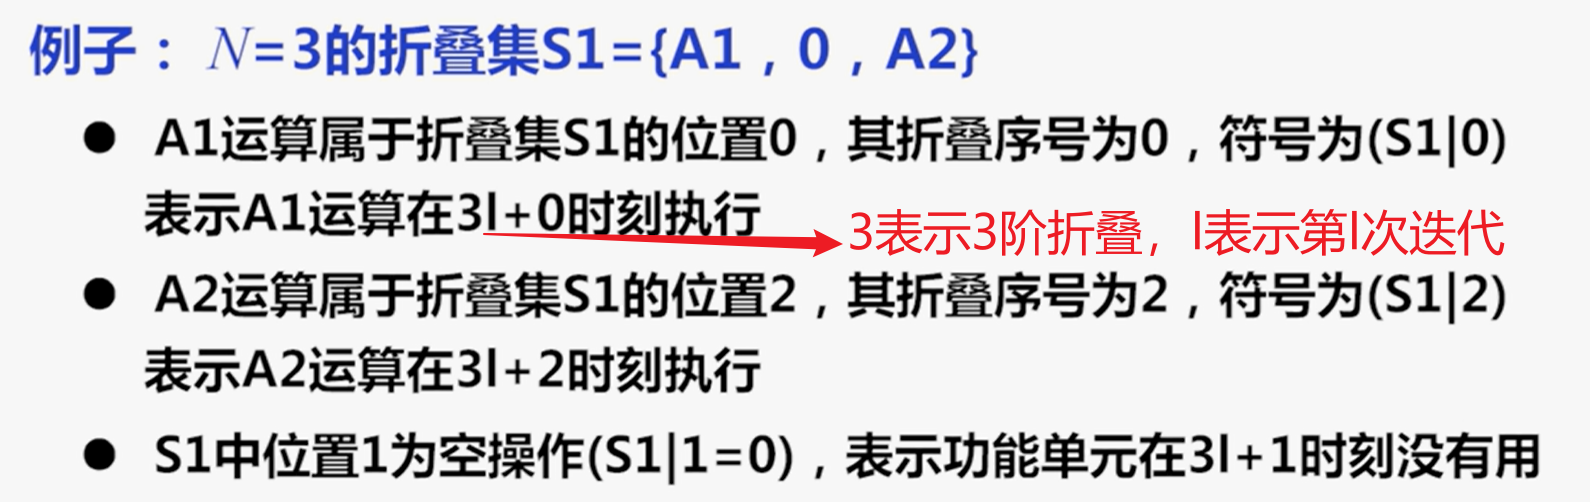 例子：N=3的折叠集S1={A1，0，A2}
● A1运算属于折叠集S1的位置0，其折叠序号为0，符号为(S1|0)
表示A1运算在3l+0时刻执行
3表示3阶折叠，l表示第l次迭代
● A2运算属于折叠集S1的位置2，其折叠序号为2，符号为(S1|2)
表示A2运算在3l+2时刻执行
● S1中位置1为空操作(S1|1=0)，表示功能单元在3l+1时刻没有用